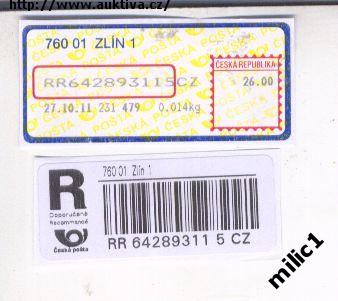 http://www.auktiva.cz/
760 01 ZLÍN 1
ČESKÁ REPUBLIKA
RR642893115CZ
26.00
27.10.11 231 479 0.014kg
760 01 Zlín 1
R
Doporučeně
Recommandé
Česká pošta
RR 64289311 5 CZ
milic1